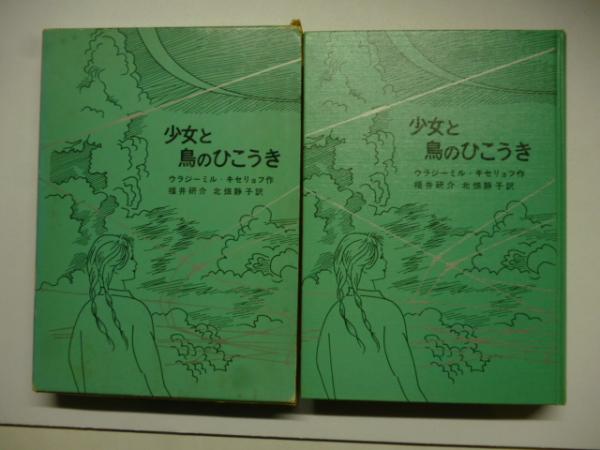 少女と
鳥のひこうき
ウラジーミル・キセリョフ作
福井研介 北畑静子訳
少女と
鳥のひこうき
ウラジーミル・キセリョフ作
福井研介 北畑静子訳